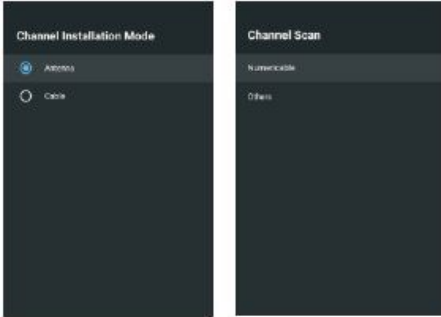 Channel Installation Mode
Antenna
Cable
Channel Scan
Numericable
Others